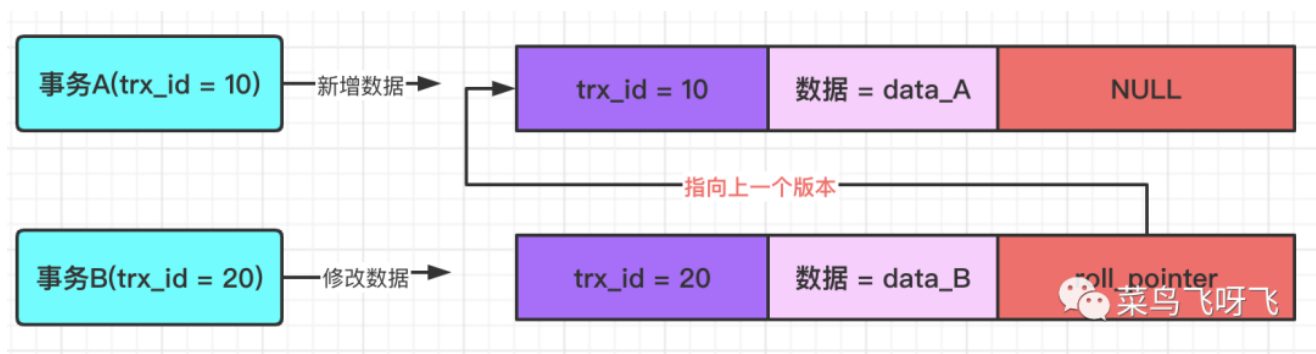 事务A(trx_id = 10)
新增数据
trx_id = 10
数据 = data_A
NULL
指向上一个版本
事务B(trx_id = 20)
修改数据
trx_id = 20
数据 = data_B
roll_pointer
菜鸟飞呀飞